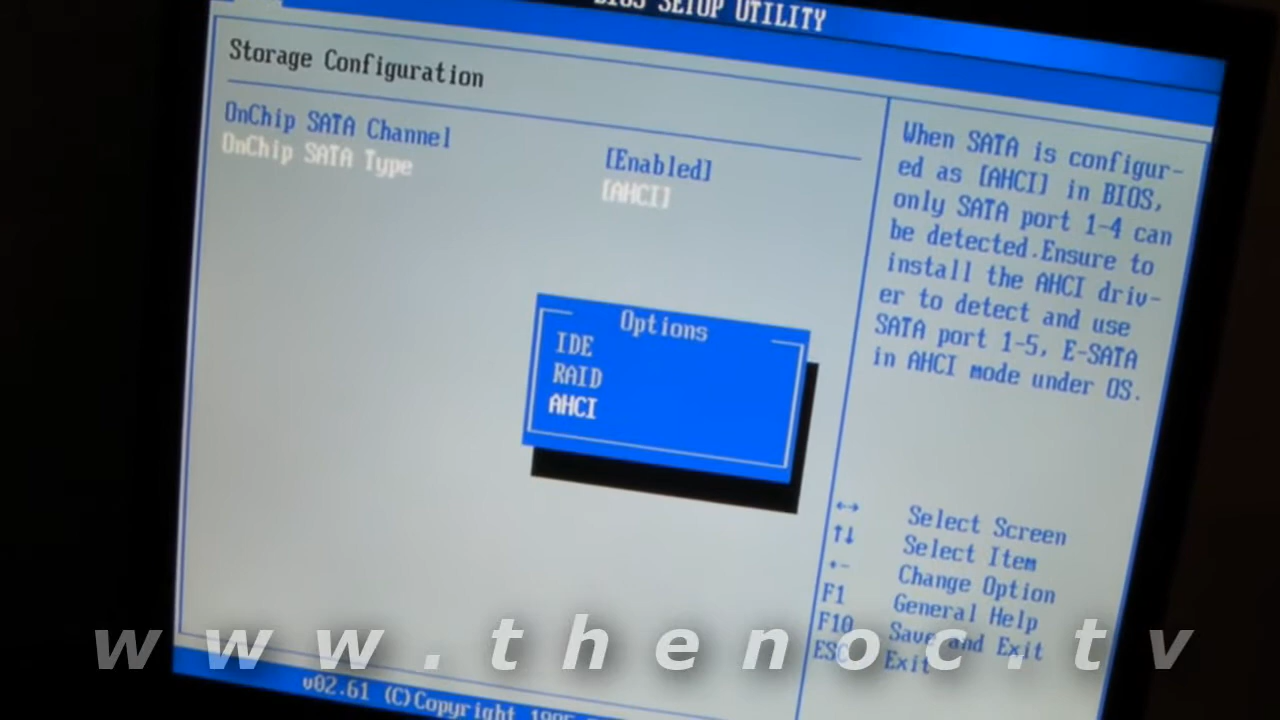 BIOS SETUP UTILITY
Storage Configuration
OnChip SATA Channel [Enabled]
OnChip SATA Type [AHCI]
Options
IDE
RAID
AHCI
When SATA is configur-
ed as [AHCI] in BIOS,
only SATA port 1-4 can
be detected.Ensure to
install the AHCI driv-
er to detect and use
SATA port 1-5, E-SATA
in AHCI mode under OS.
↔ Select Screen
↑↓ Select Item
+- Change Option
F1 General Help
F10 Save and Exit
ESC Exit
v02.61 (C)Copyright
www.thenoc.tv